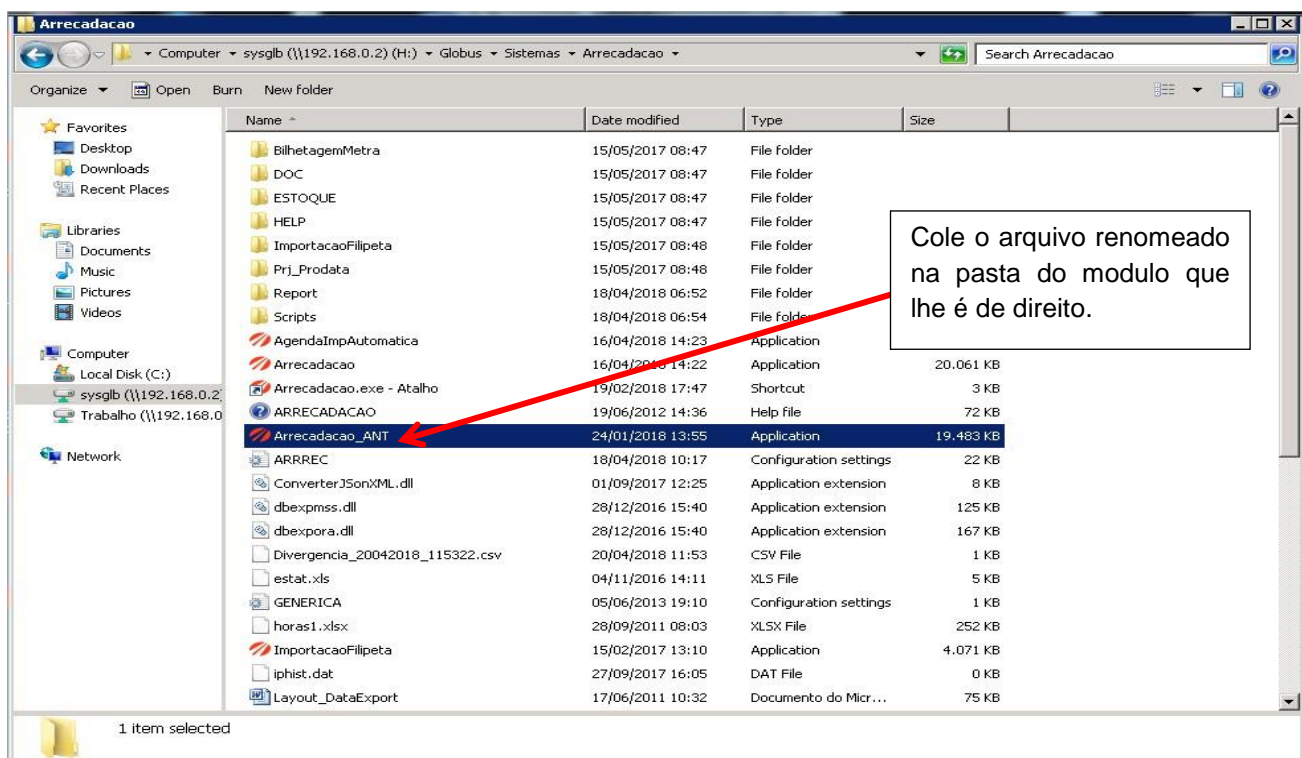 Arrecadacao
Computer sysglb (\\192.168.0.2) (H:) Globus Sistemas Arrecadacao
Search Arrecadacao
Organize Open Burn New folder
Favorites
Desktop
Downloads
Recent Places
Libraries
Documents
Music
Pictures
Videos
Computer
Local Disk (C:)
sysglb (\\192.168.0.2
Trabalho (\\192.168.0
Network
Name Date modified Type Size
BilhetagemMetra 15/05/2017 08:47 File folder
DOC 15/05/2017 08:47 File folder
ESTOQUE 15/05/2017 08:47 File folder
HELP 15/05/2017 08:47 File folder
ImportacaoFilipeta 15/05/2017 08:48 File folder
Prj_Prodata 15/05/2017 08:48 File folder
Report 18/04/2018 06:52 File folder
Scripts 18/04/2018 06:54 File folder
AgendaImpAutomatica 16/04/2018 14:23 Application
Arrecadacao 16/04/2018 14:22 Application 20.061 KB
Arrecadacao.exe - Atalho 19/02/2018 17:47 Shortcut 3 KB
ARRECADACAO 19/06/2012 14:36 Help file 72 KB
Arrecadacao_ANT 24/01/2018 13:55 Application 19.483 KB
ARRREC 18/04/2018 10:17 Configuration settings 22 KB
ConverterJSonXML.dll 01/09/2017 12:25 Application extension 8 KB
dbexpmss.dll 28/12/2016 15:40 Application extension 125 KB
dbexpora.dll 28/12/2016 15:40 Application extension 167 KB
Divergencia_20042018_115322.csv 20/04/2018 11:53 CSV File 1 KB
estat.xls 04/11/2016 14:11 XLS File 5 KB
GENERICA 05/06/2013 19:10 Configuration settings 1 KB
horas1.xlsx 28/09/2011 08:03 XLSX File 252 KB
ImportacaoFilipeta 15/02/2017 13:10 Application 4.071 KB
iphist.dat 27/09/2017 16:05 DAT File 0 KB
Layout_DataExport 17/06/2011 10:32 Documento do Micr... 75 KB
Cole o arquivo renomeado
na pasta do modulo que
lhe é de direito.
1 item selected